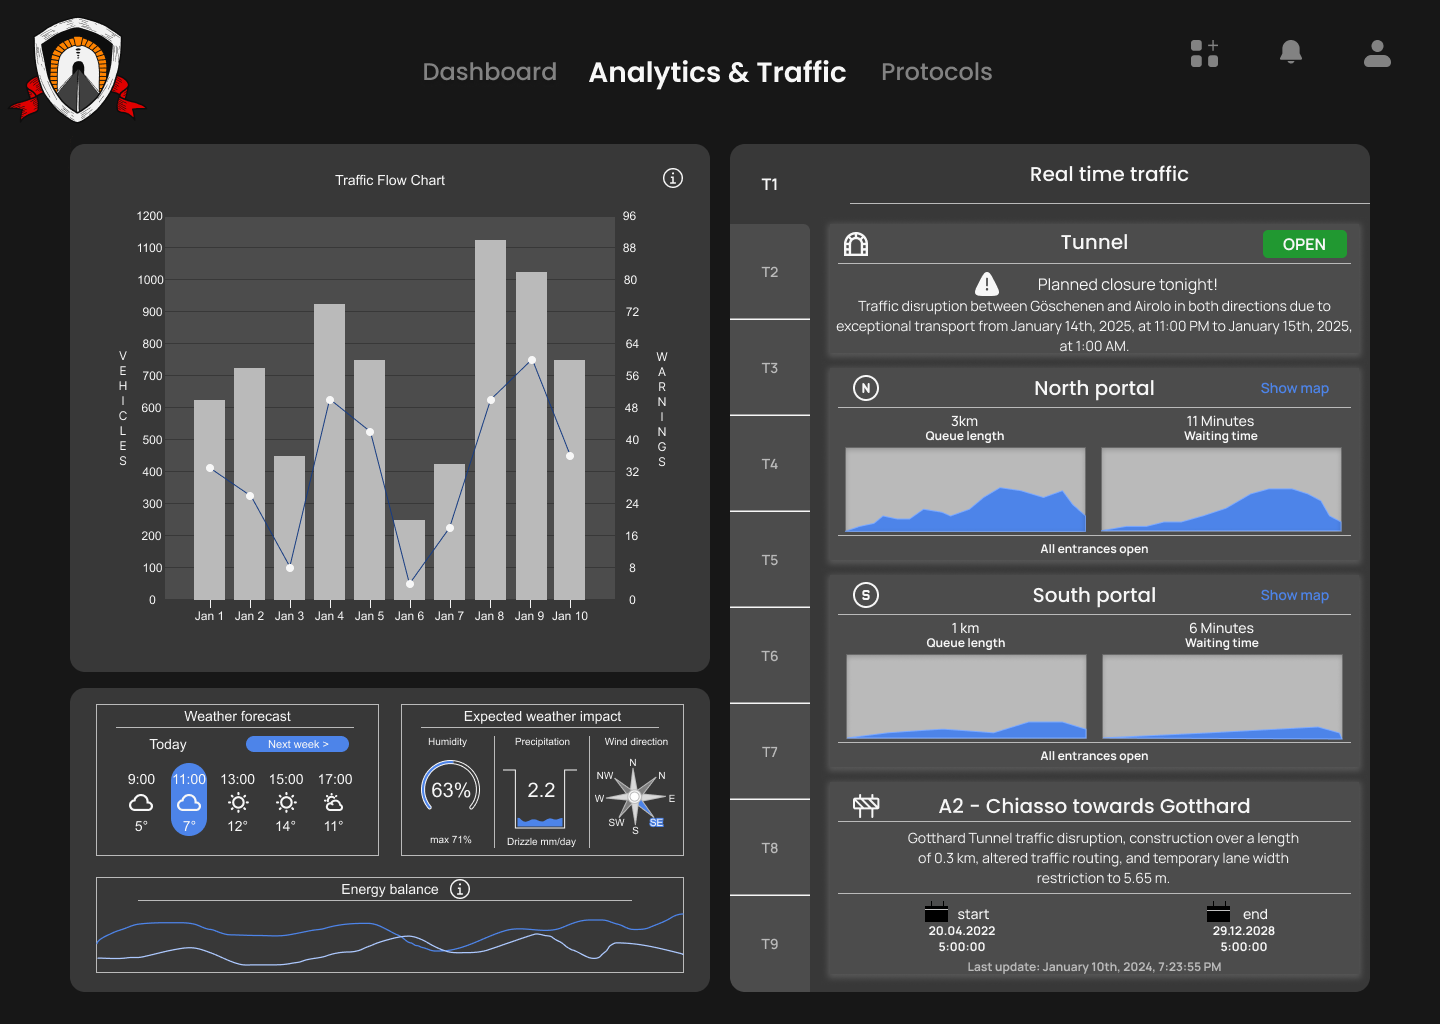 Dashboard
Analytics & Traffic
Protocols
Traffic Flow Chart
1200
1100
1000
900
800
700
600
500
400
300
200
100
0
96
88
80
72
64
56
48
40
32
24
16
8
0
VEHICLES
WARNINGS
Jan 1 Jan 2 Jan 3 Jan 4 Jan 5 Jan 6 Jan 7 Jan 8 Jan 9 Jan 10
Weather forecast
Today
Next week >
9:00 11:00 13:00 15:00 17:00
5° 7° 12° 14° 11°
Expected weather impact
Humidity
63%
max 71%
Precipitation
2.2
Drizzle mm/day
Wind direction
N
NW N
W E
SW SE
S
Energy balance
T1
T2
T3
T4
T5
T6
T7
T8
T9
Real time traffic
Tunnel
OPEN
Planned closure tonight!
Traffic disruption between Göschenen and Airolo in both directions due to
exceptional transport from January 14th, 2025, at 11:00 PM to January 15th, 2025,
at 1:00 AM.
N
North portal
Show map
3km
Queue length
11 Minutes
Waiting time
All entrances open
S
South portal
Show map
1 km
Queue length
6 Minutes
Waiting time
All entrances open
A2 - Chiasso towards Gotthard
Gotthard Tunnel traffic disruption, construction over a length
of 0.3 km, altered traffic routing, and temporary lane width
restriction to 5.65 m.
start
20.04.2022
5:00:00
end
29.12.2028
5:00:00
Last update: January 10th, 2024, 7:23:55 PM